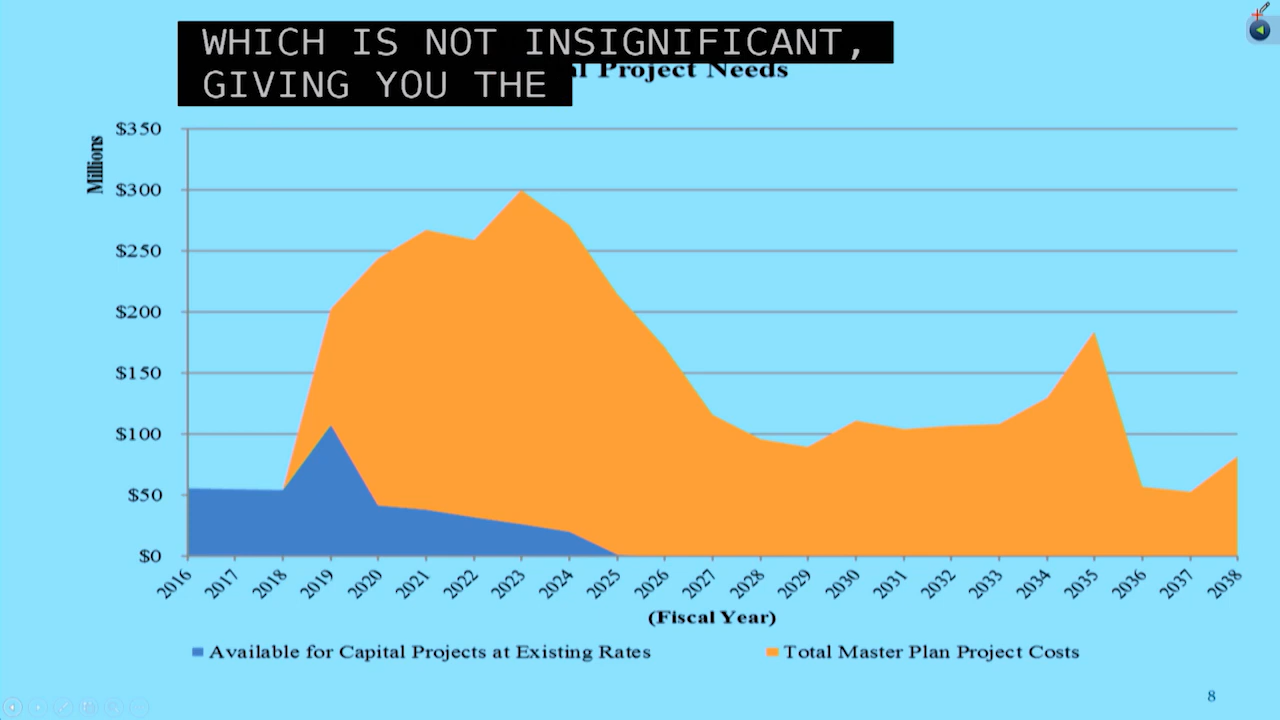 WHICH IS NOT INSIGNIFICANT,
GIVING YOU THE
Project Needs
Millions
$350
$300
$250
$200
$150
$100
$50
$0
2016 2017 2018 2019 2020 2021 2022 2023 2024 2025 2026 2027 2028 2029 2030 2031 2032 2033 2034 2035 2036 2037 2038
(Fiscal Year)
Available for Capital Projects at Existing Rates
Total Master Plan Project Costs
8